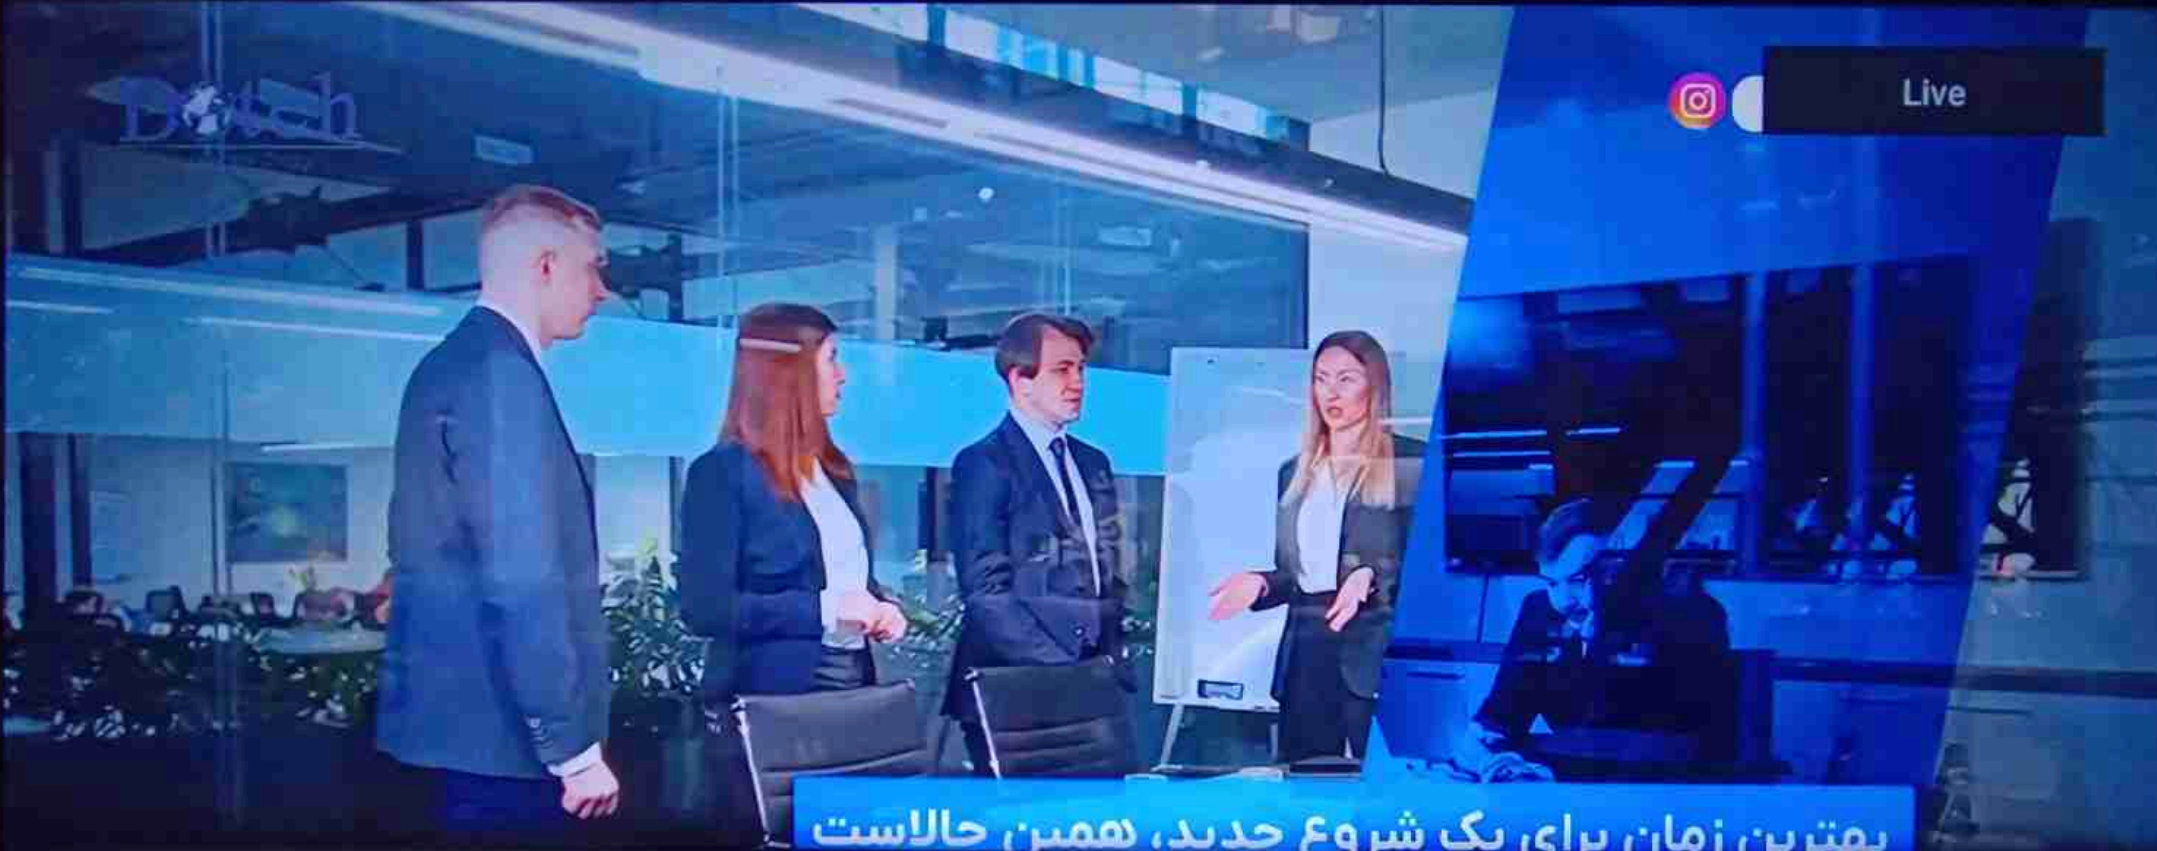 Live
بهترین زمان برای یک شروع جدید، همین حالاست